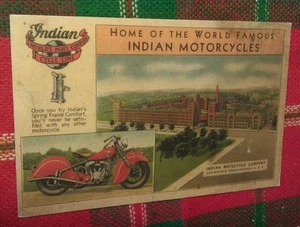 HOME OF THE WORLD FAMOUS
INDIAN MOTORCYCLES
Indian
Once you try Indian's
Spring Frame Comfort,
you'll never be satis-
fied with any other
motorcycle.
INDIAN MOTOCYCLE COMPANY